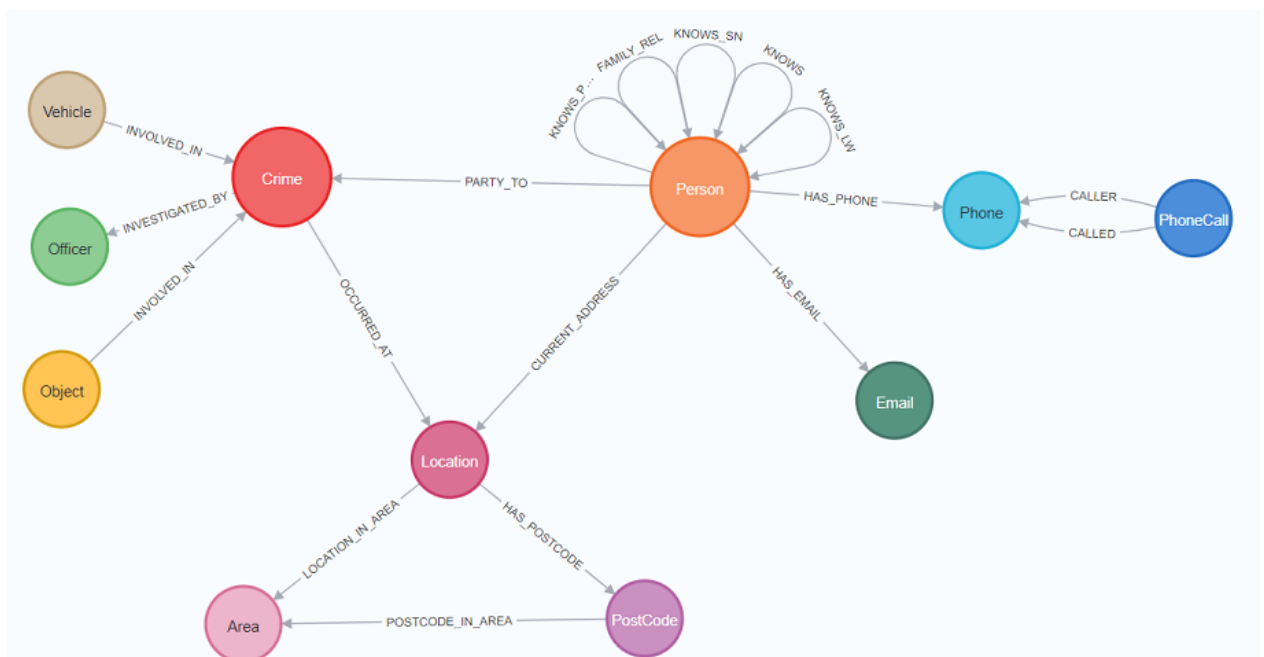 KNOWS_P...
FAMILY_REL
KNOWS_SN
KNOWS
KNOWS_LW
Vehicle
INVOLVED_IN
Crime
PARTY_TO
Person
HAS_PHONE
Phone
CALLER
CALLED
PhoneCall
Officer
INVESTIGATED_BY
INVOLVED_IN
Object
OCCURRED_AT
CURRENT_ADDRESS
HAS_EMAIL
Email
Location
LOCATION_IN_AREA
HAS_POSTCODE
Area
POSTCODE_IN_AREA
PostCode